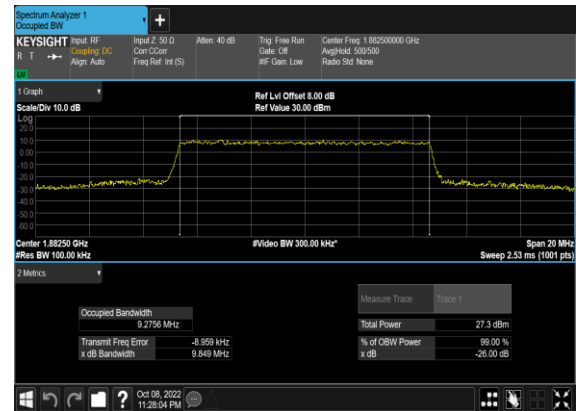 Spectrum Analyzer 1
Occupied BW
+
KEYSIGHT
R T
LV
Input: RF
Coupling: DC
Align: Auto
Input Z: 50 Ω
Corr CCorr
Freq Ref: Int (S)
Atten: 40 dB
Trig: Free Run
Gate: Off
#IF Gain: Low
Center Freq: 1.882500000 GHz
Avg|Hold: 500/500
Radio Std: None
1 Graph
Scale/Div 10.0 dB
Ref Lvl Offset 8.00 dB
Ref Value 30.00 dBm
Log
20.0
10.0
0.00
-10.0
-20.0
-30.0
-40.0
-50.0
-60.0
Center 1.88250 GHz
#Res BW 100.00 kHz
#Video BW 300.00 kHz*
Span 20 MHz
Sweep 2.53 ms (1001 pts)
2 Metrics
Measure Trace Trace 1
Occupied Bandwidth
9.2756 MHz
Total Power 27.3 dBm
Transmit Freq Error -8.959 kHz
x dB Bandwidth 9.849 MHz
% of OBW Power 99.00 %
x dB -26.00 dB
?
Oct 08, 2022
11:28:04 PM